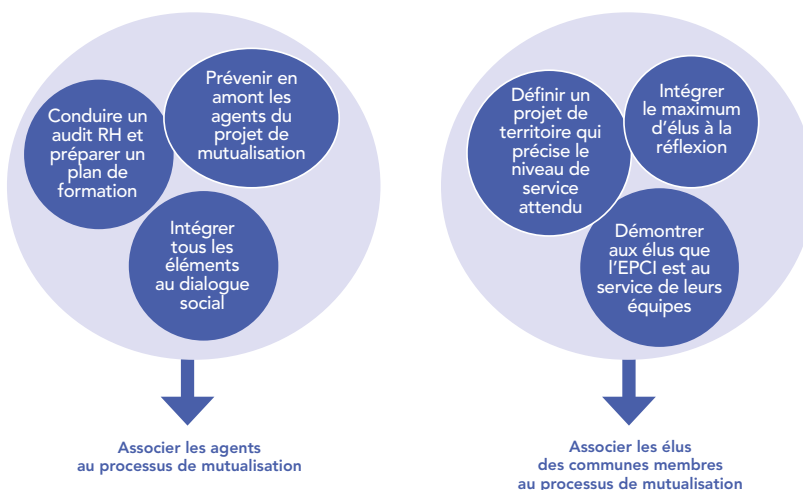 Conduire un
audit RH et
préparer un
plan de
formation
Prévenir en
amont les
agents du
projet de
mutualisation
Intégrer
tous les
éléments
au dialogue
social
Associer les agents
au processus de mutualisation
Définir un
projet de
territoire qui
précise le
niveau de
service
attendu
Intégrer
le maximum
d’élus à la
réflexion
Démontrer
aux élus que
l’EPCI est au
service de leurs
équipes
Associer les élus
des communes membres
au processus de mutualisation